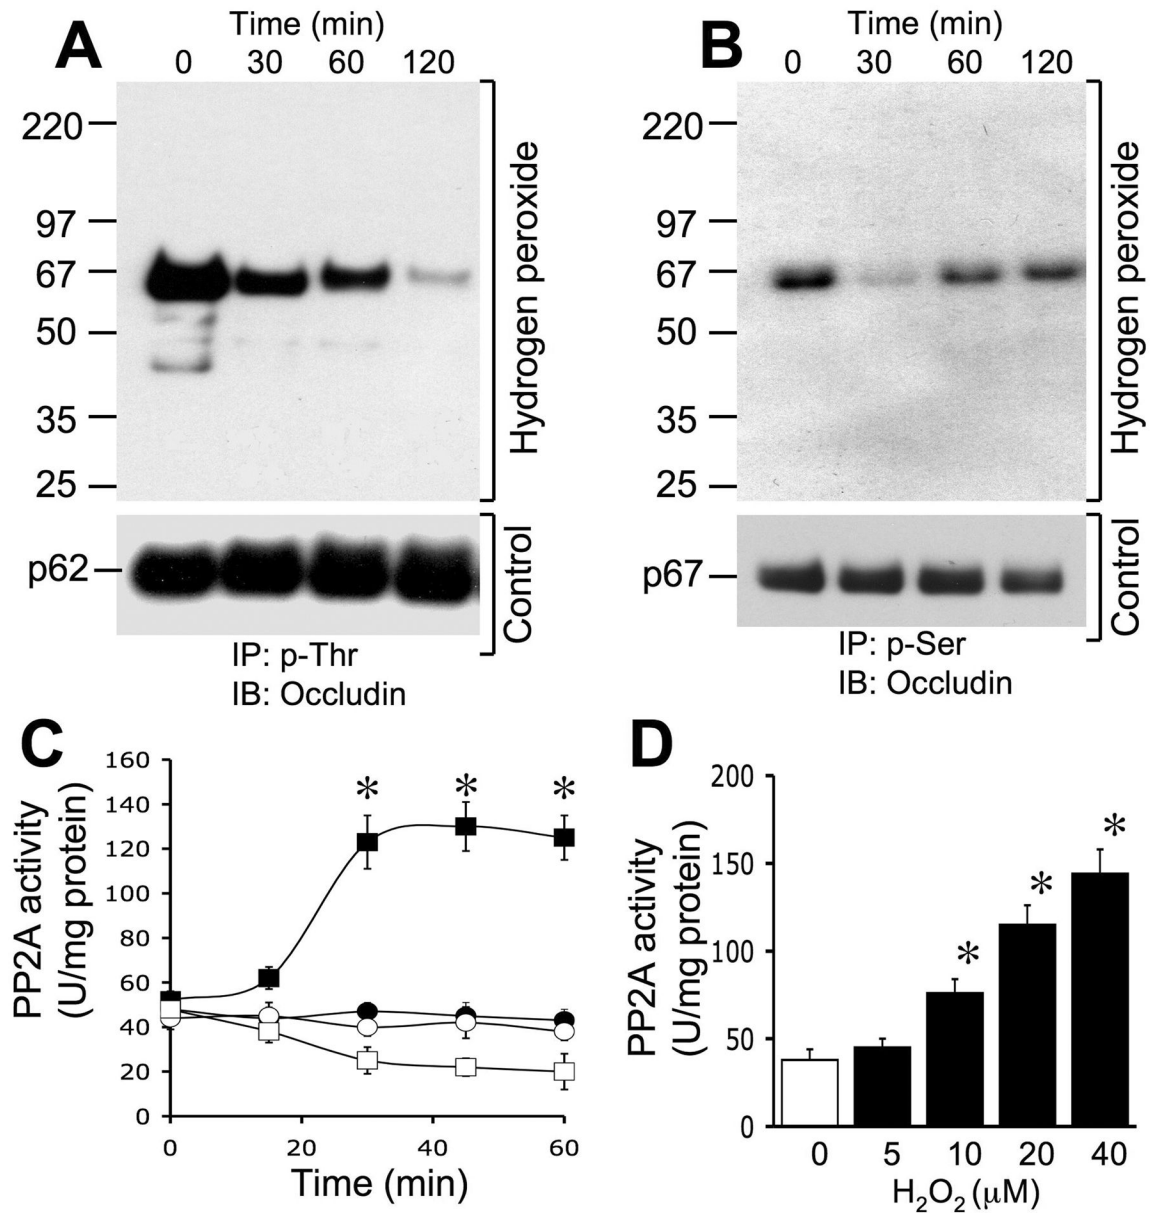 A
Time (min)
0 30 60 120
220
97
67
50
35
25
Hydrogen peroxide
p62
Control
IP: p-Thr
IB: Occludin
B
Time (min)
0 30 60 120
220
97
67
50
35
25
Hydrogen peroxide
p67
Control
IP: p-Ser
IB: Occludin
C
PP2A activity
(U/mg protein)
160
140
120
100
80
60
40
20
0
* * *
0 20 40 60
Time (min)
D
PP2A activity
(U/mg protein)
200
150
100
50
0
* * *
0 5 10 20 40
H₂O₂ (μM)